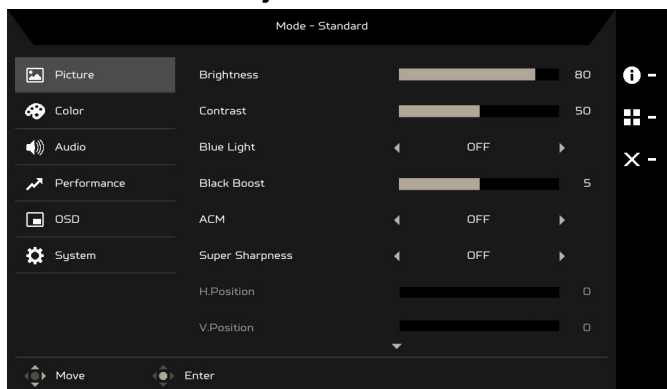 Mode - Standard
Picture
Brightness 80
Color
Contrast 50
Audio
Blue Light OFF
Performance
Black Boost 5
OSD
ACM OFF
System
Super Sharpness OFF
H.Position 0
V.Position 0
Move Enter